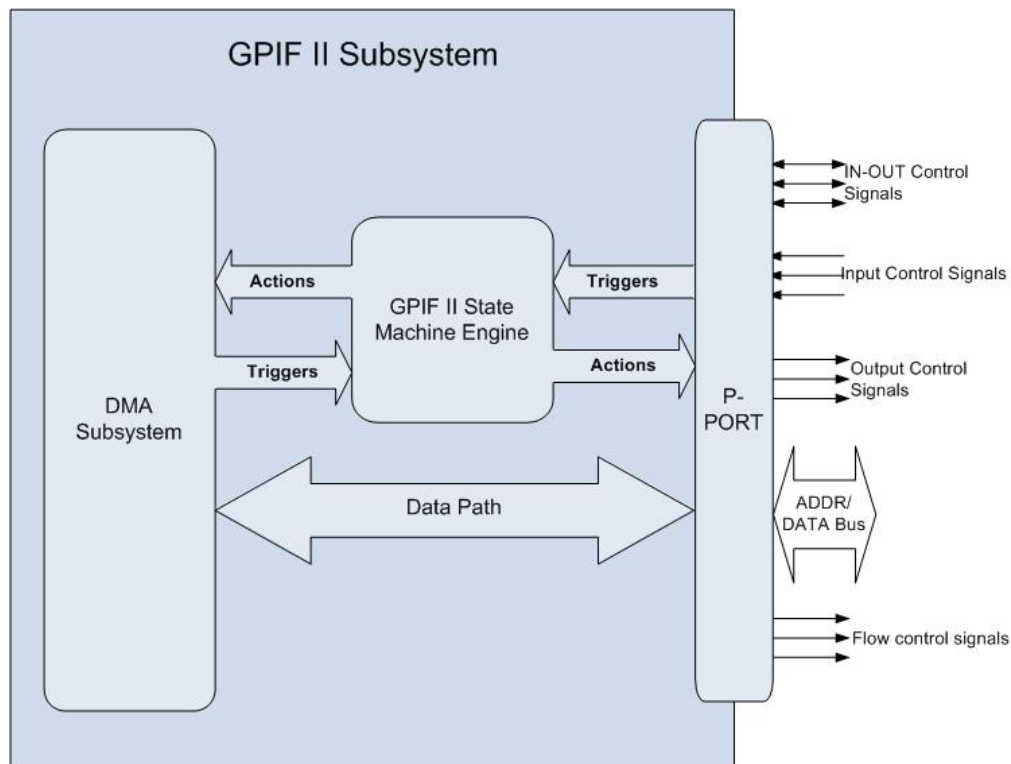 GPIF II Subsystem
IN-OUT Control
Signals
Actions
Triggers
Input Control Signals
GPIF II State
Machine Engine
Triggers
Actions
Output Control
Signals
DMA
Subsystem
P-
PORT
Data Path
ADDR/
DATA Bus
Flow control signals